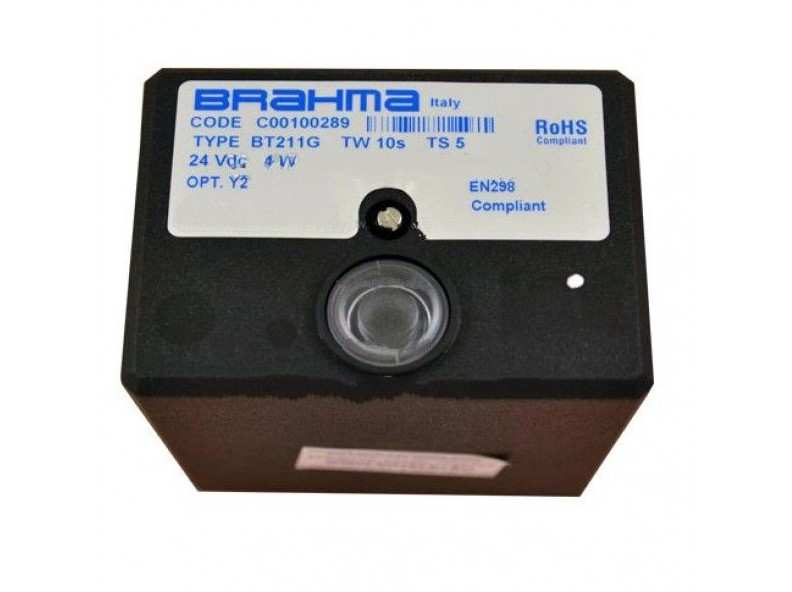 BRAHMA Italy
CODE C00100289
RoHS
Compliant
TYPE BT211G TW 10s TS 5
24 Vdc 4 W
OPT. Y2
EN298
Compliant